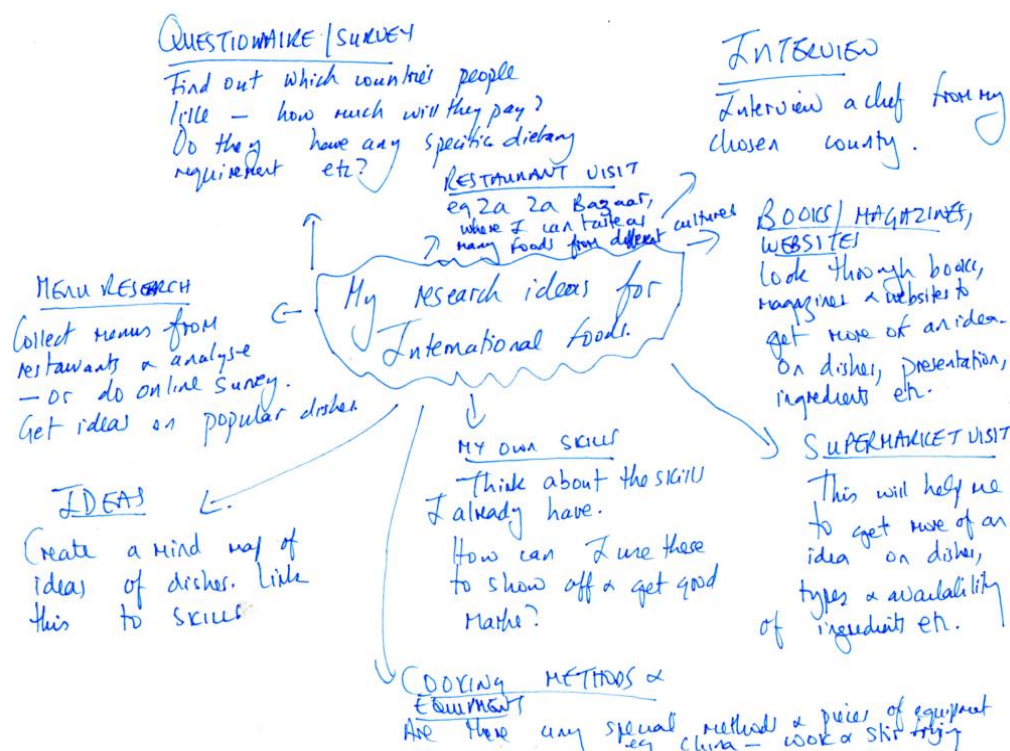 QUESTIONAIRE/SURVEY
Find out which countries people
like – how much will they pay?
Do they have any specific dietary
requirement etc?
INTERVIEW
Interview a chef from my
chosen county.
RESTAURANT VISIT
eg Za Za Bazaar,
where I can taste as
many foods from different cultures
BOOKS/MAGAZINES,
WEBSITES
Look through books,
magazines & websites to
get more of an idea
on dishes, presentation,
ingredients etc.
MENU RESEARCH
Collect menus from
restaurants & analyse
– or do online survey.
Get ideas on popular dishes.
My research ideas for
International foods.
SUPERMARKET VISIT
This will help me
to get more of an
idea on dishes,
types & availability
of ingredients etc.
MY OWN SKILLS
Think about the skills
I already have.
How can I use these
to show off & get good
marks?
IDEAS
Create a mind map of
ideas of dishes. Link
this to SKILLS
COOKING METHODS &
EQUIPMENT
Are there any special methods & pieces of equipment
eg China – wok & stir frying